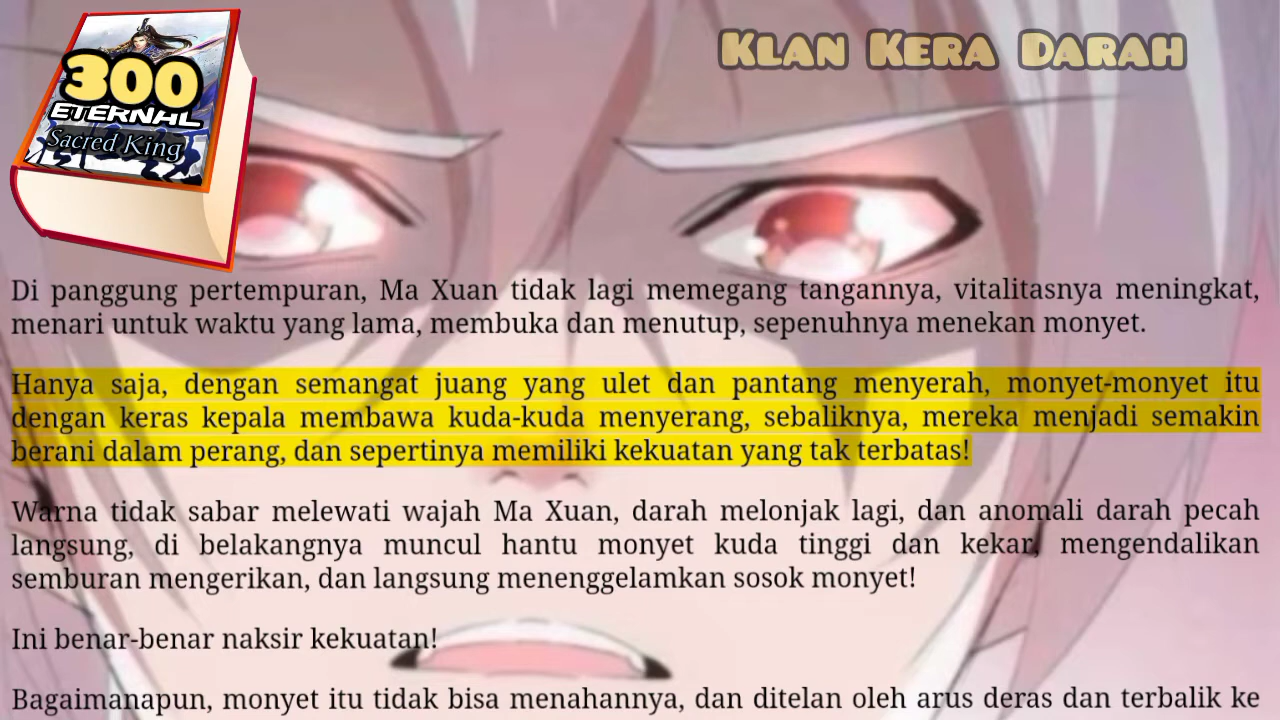 300
ETERNAL
Sacred King
Klan Kera Darah
Di panggung pertempuran, Ma Xuan tidak lagi memegang tangannya, vitalitasnya meningkat,
menari untuk waktu yang lama, membuka dan menutup, sepenuhnya menekan monyet.
Hanya saja, dengan semangat juang yang ulet dan pantang menyerah, monyet-monyet itu
dengan keras kepala membawa kuda-kuda menyerang, sebaliknya, mereka menjadi semakin
berani dalam perang, dan sepertinya memiliki kekuatan yang tak terbatas!
Warna tidak sabar melewati wajah Ma Xuan, darah melonjak lagi, dan anomali darah pecah
langsung, di belakangnya muncul hantu monyet kuda tinggi dan kekar, mengendalikan
semburan mengerikan, dan langsung menenggelamkan sosok monyet!
Ini benar-benar naksir kekuatan!
Bagaimanapun, monyet itu tidak bisa menahannya, dan ditelan oleh arus deras dan terbalik ke